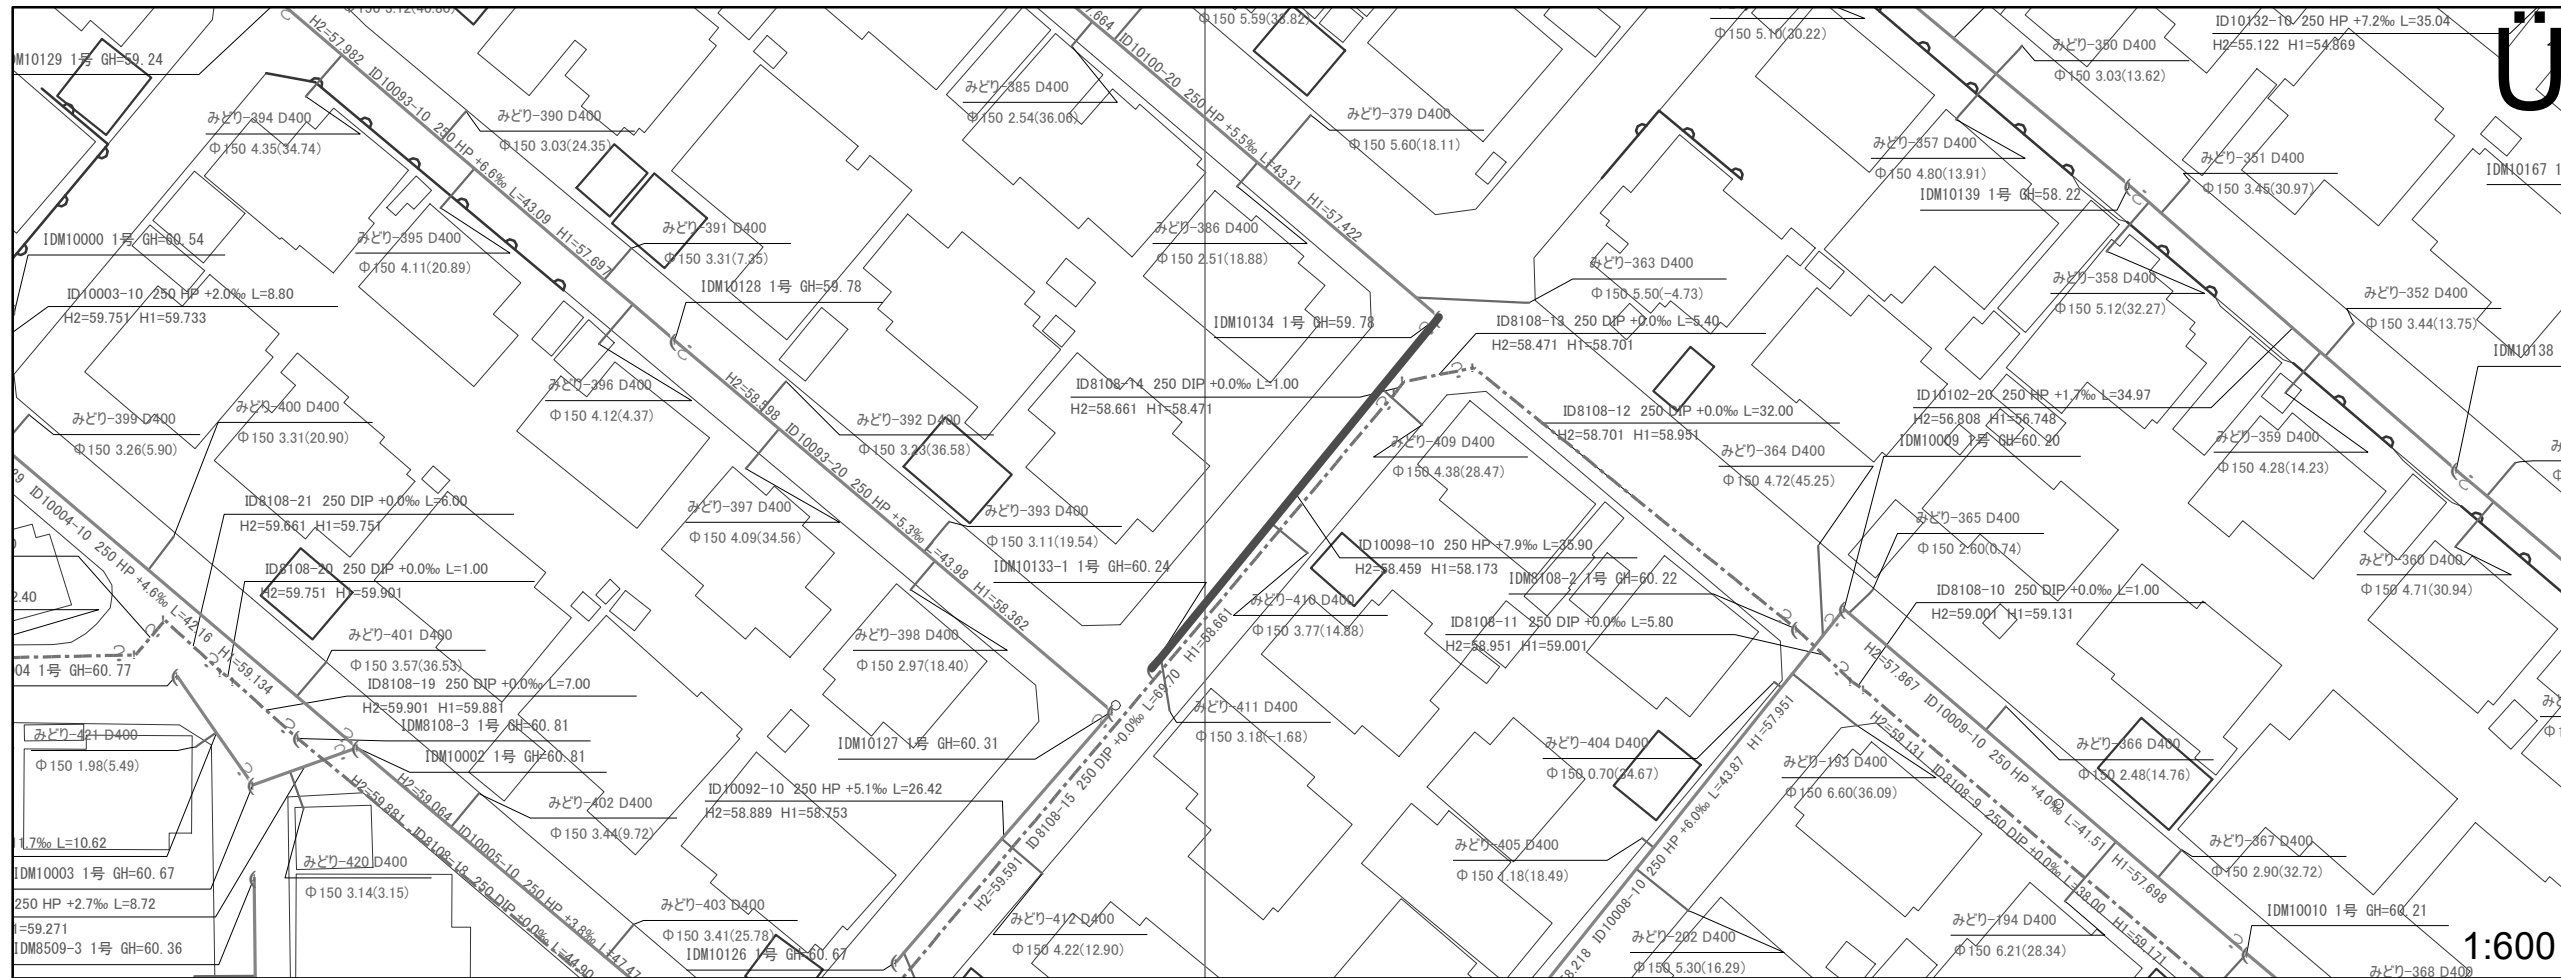 Φ150 5.59(33.82)
Φ150 5.10(30.22)
ID10132-10 250 HP +7.2‰ L=35.04
H2=55.122 H1=54.869
Ü
みどり-350 D400
Φ150 3.03(13.62)
IDM10129 1号 GH=59.24
H2=57.982 ID10093-10 250 HP +6.6‰ L=43.09 H1=57.697
ID10100-20 250 HP +5.5‰ L=43.31 H1=57.422
みどり-394 D400
Φ150 4.35(34.74)
みどり-390 D400
Φ150 3.03(24.35)
みどり-385 D400
Φ150 2.54(36.06)
みどり-379 D400
Φ150 5.60(18.11)
みどり-357 D400
Φ150 4.80(13.91)
みどり-351 D400
Φ150 3.45(30.97)
IDM10167 1
IDM10139 1号 GH=58.22
IDM10000 1号 GH=60.54
みどり-395 D400
Φ150 4.11(20.89)
みどり-391 D400
Φ150 3.31(7.35)
みどり-386 D400
Φ150 2.51(18.88)
みどり-363 D400
Φ150 5.50(-4.73)
みどり-358 D400
Φ150 5.12(32.27)
みどり-352 D400
Φ150 3.44(13.75)
ID10003-10 250 HP +2.0‰ L=8.80
H2=59.751 H1=59.733
IDM10128 1号 GH=59.78
IDM10134 1号 GH=59.78
ID8108-13 250 DIP +0.0‰ L=5.40
H2=58.471 H1=58.701
IDM10138
みどり-396 D400
Φ150 4.12(4.37)
H2=58.598 ID10093-20 250 HP +5.3‰ L=43.98 H1=58.362
ID8108-14 250 DIP +0.0‰ L=1.00
H2=58.661 H1=58.471
ID8108-12 250 DIP +0.0‰ L=32.00
H2=58.701 H1=58.951
ID10102-20 250 HP +1.7‰ L=34.97
H2=56.808 H1=56.748
IDM10009 1号 GH=60.20
みどり-399 D400
Φ150 3.26(5.90)
みどり-400 D400
Φ150 3.31(20.90)
みどり-392 D400
Φ150 3.23(36.58)
みどり-409 D400
Φ150 4.38(28.47)
みどり-364 D400
Φ150 4.72(45.25)
みどり-359 D400
Φ150 4.28(14.23)
ID10004-10 250 HP +4.6‰ L=42.16 H1=59.134
ID8108-21 250 DIP +0.0‰ L=6.00
H2=59.661 H1=59.751
みどり-397 D400
Φ150 4.09(34.56)
みどり-393 D400
Φ150 3.11(19.54)
みどり-365 D400
Φ150 2.60(0.74)
ID10098-10 250 HP +7.9‰ L=35.90
H2=58.459 H1=58.173
みどり-360 D400
Φ150 4.71(30.94)
ID8108-20 250 DIP +0.0‰ L=1.00
H2=59.751 H1=59.901
IDM10133-1 1号 GH=60.24
IDM8108-2 1号 GH=60.22
ID8108-10 250 DIP +0.0‰ L=1.00
H2=59.001 H1=59.131
2.40
みどり-401 D400
Φ150 3.57(36.53)
みどり-398 D400
Φ150 2.97(18.40)
みどり-410 D400
Φ150 3.77(14.88)
ID8108-11 250 DIP +0.0‰ L=5.80
H2=58.951 H1=59.001
04 1号 GH=60.77
ID8108-19 250 DIP +0.0‰ L=7.00
H2=59.901 H1=59.881
H2=59.591 ID8108-15 250 DIP +0.0‰ L=69.70 H1=58.661
H2=57.867 ID10009-10 250 HP +4.0‰ L=41.51 H1=57.698
IDM8108-3 1号 GH=60.81
IDM10002 1号 GH=60.81
みどり-421 D400
Φ150 1.98(5.49)
IDM10127 1号 GH=60.31
みどり-411 D400
Φ150 3.18(-1.68)
みどり-404 D400
Φ150 0.70(34.67)
みどり-193 D400
Φ150 6.60(36.09)
みどり-366 D400
Φ150 2.48(14.76)
H2=59.131 ID8108-9 250 DIP +0.0‰ L=38.00 H1=59.171
H2=59.881 ID8108-18 250 DIP +0.0‰ L=44.90
H2=59.064 ID10005-10 250 HP +3.8‰ L=47.47
みどり-402 D400
Φ150 3.44(9.72)
ID10092-10 250 HP +5.1‰ L=26.42
H2=58.889 H1=58.753
8.218 ID10008-10 250 HP +6.0‰ L=43.87 H1=57.951
みどり-405 D400
Φ150 1.18(18.49)
みどり-367 D400
Φ150 2.90(32.72)
1.7‰ L=10.62
IDM10003 1号 GH=60.67
みどり-420 D400
Φ150 3.14(3.15)
250 HP +2.7‰ L=8.72
=59.271
IDM8509-3 1号 GH=60.36
みどり-403 D400
Φ150 3.41(25.78)
IDM10126 1号 GH=60.67
みどり-412 D400
Φ150 4.22(12.90)
みどり-202 D400
Φ150 5.30(16.29)
みどり-194 D400
Φ150 6.21(28.34)
IDM10010 1号 GH=60.21
みどり-368 D400
1:600